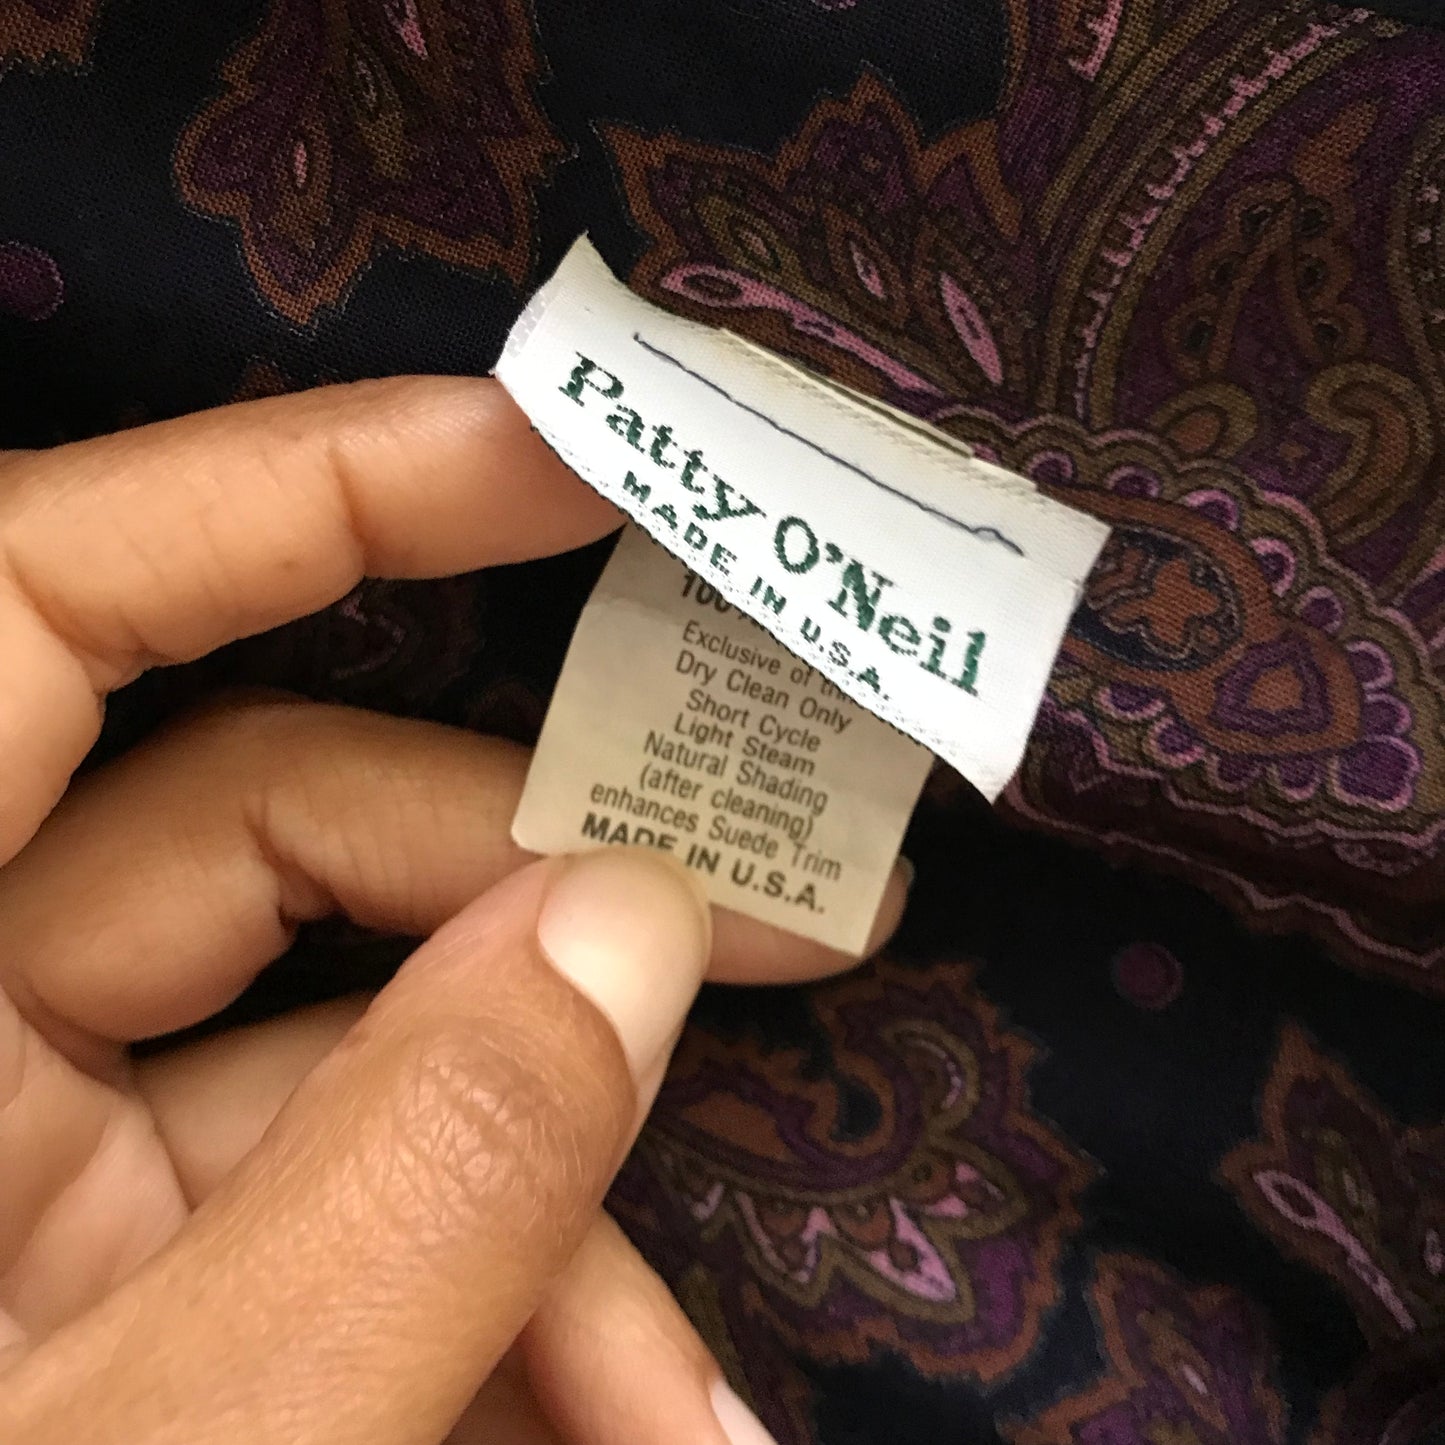 Patty O'Neil
MADE IN U.S.A.
Exclusive of
Dry Clean Only
Short Cycle
Light Steam
Natural Shading
(after cleaning)
enhances Suede Trim
MADE IN U.S.A.